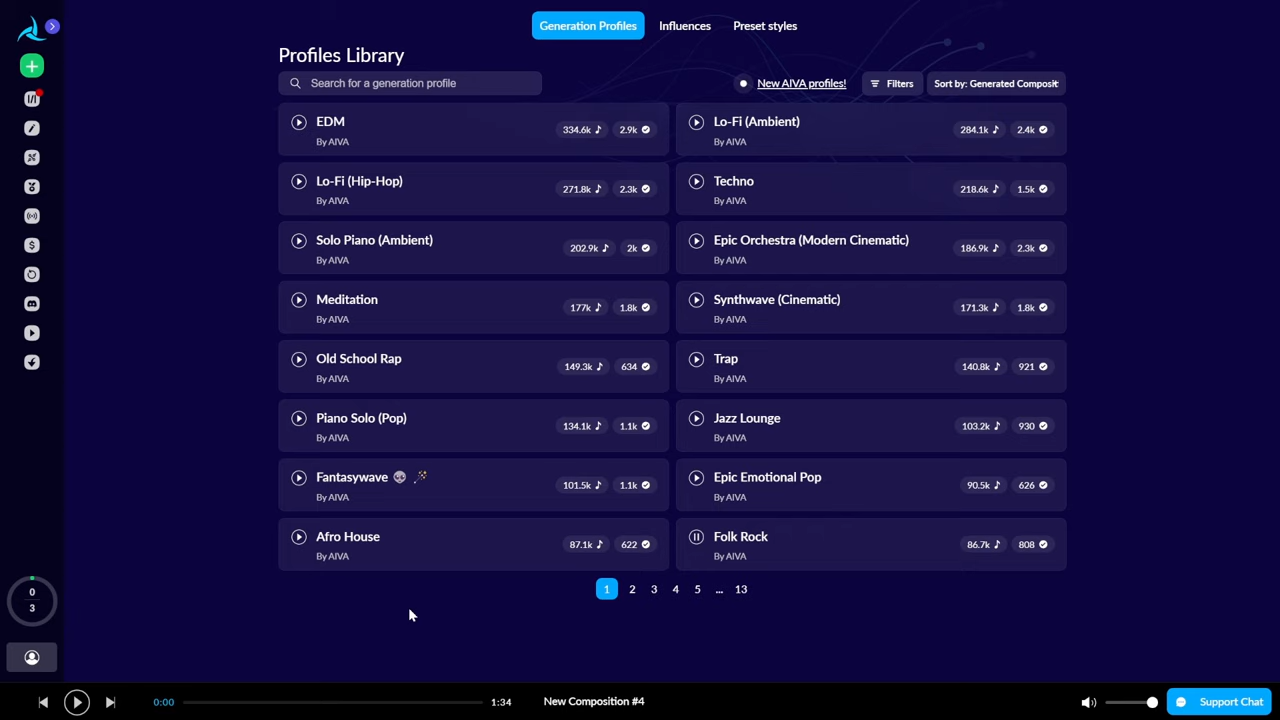 Generation Profiles
Influences
Preset styles
Profiles Library
Search for a generation profile
New AIVA profiles!
Filters
Sort by: Generated Composit
EDM
By AIVA
334.6k
2.9k
Lo-Fi (Ambient)
By AIVA
284.1k
2.4k
Lo-Fi (Hip-Hop)
By AIVA
271.8k
2.3k
Techno
By AIVA
218.6k
1.5k
Solo Piano (Ambient)
By AIVA
202.9k
2k
Epic Orchestra (Modern Cinematic)
By AIVA
186.9k
2.3k
Meditation
By AIVA
177k
1.8k
Synthwave (Cinematic)
By AIVA
171.3k
1.8k
Old School Rap
By AIVA
149.3k
634
Trap
By AIVA
140.8k
921
Piano Solo (Pop)
By AIVA
134.1k
1.1k
Jazz Lounge
By AIVA
103.2k
930
Fantasywave 👽 🪄
By AIVA
101.5k
1.1k
Epic Emotional Pop
By AIVA
90.5k
626
Afro House
By AIVA
87.1k
622
Folk Rock
By AIVA
86.7k
808
1 2 3 4 5 ... 13
0
3
0:00
1:34
New Composition #4
Support Chat